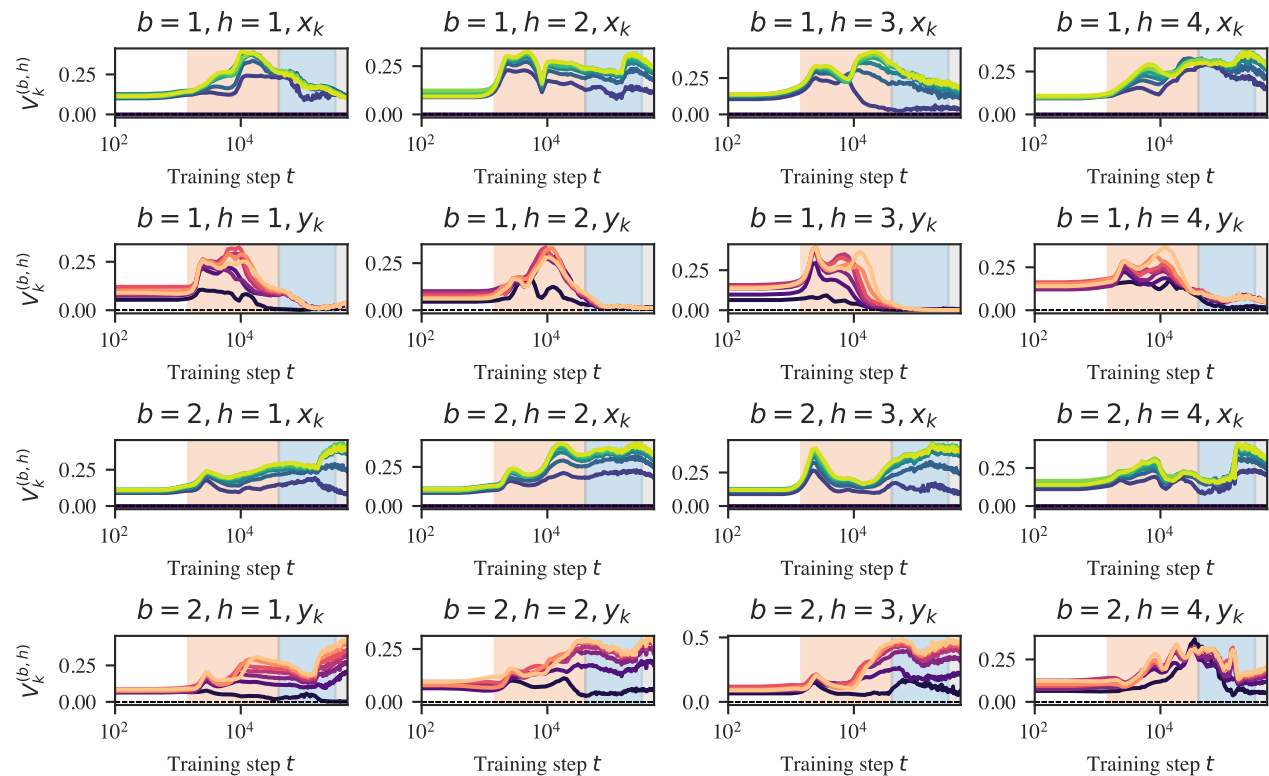 b = 1, h = 1, x_k b = 1, h = 2, x_k b = 1, h = 3, x_k b = 1, h = 4, x_k
V_k^{(b, h)} 0.25 0.25 0.25 0.25
0.00 0.00 0.00 0.00
10^2 10^4 10^2 10^4 10^2 10^4 10^2 10^4
Training step t Training step t Training step t Training step t
b = 1, h = 1, y_k b = 1, h = 2, y_k b = 1, h = 3, y_k b = 1, h = 4, y_k
V_k^{(b, h)} 0.25 0.25 0.25 0.25
0.00 0.00 0.00 0.00
10^2 10^4 10^2 10^4 10^2 10^4 10^2 10^4
Training step t Training step t Training step t Training step t
b = 2, h = 1, x_k b = 2, h = 2, x_k b = 2, h = 3, x_k b = 2, h = 4, x_k
V_k^{(b, h)} 0.25 0.25 0.25 0.25
0.00 0.00 0.00 0.00
10^2 10^4 10^2 10^4 10^2 10^4 10^2 10^4
Training step t Training step t Training step t Training step t
b = 2, h = 1, y_k b = 2, h = 2, y_k b = 2, h = 3, y_k b = 2, h = 4, y_k
V_k^{(b, h)} 0.25 0.25 0.5 0.25
0.00 0.00 0.0 0.00
10^2 10^4 10^2 10^4 10^2 10^4 10^2 10^4
Training step t Training step t Training step t Training step t